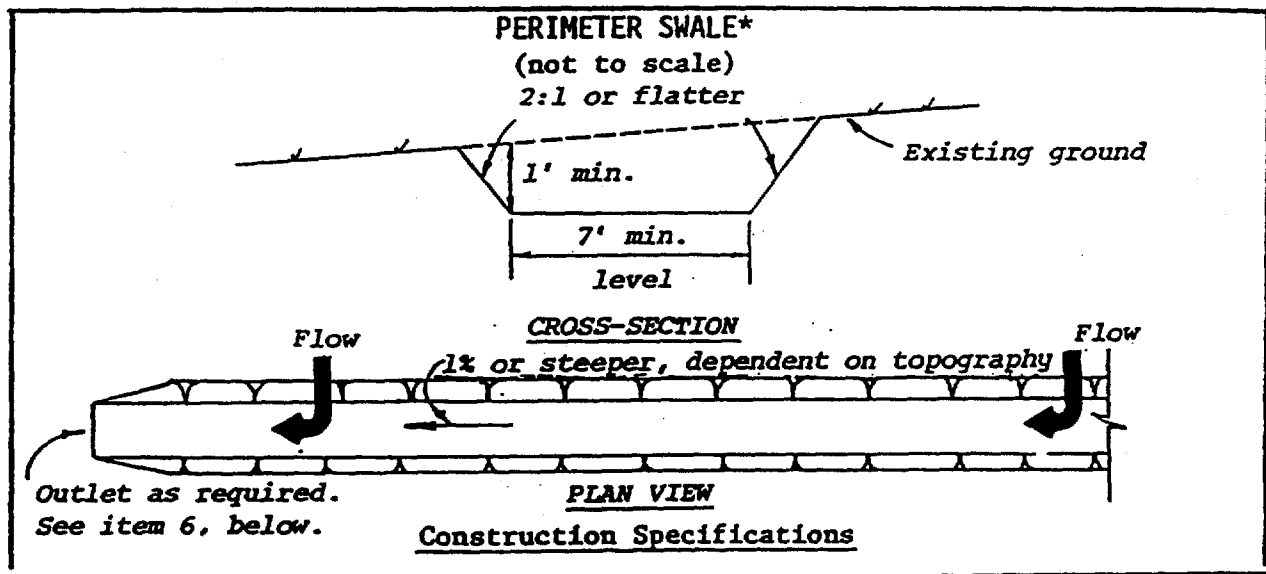 PERIMETER SWALE*
(not to scale)
2:1 or flatter
Existing ground
1' min.
7' min.
level
CROSS-SECTION
Flow
Flow
1% or steeper, dependent on topography
Outlet as required.
See item 6, below.
PLAN VIEW
Construction Specifications